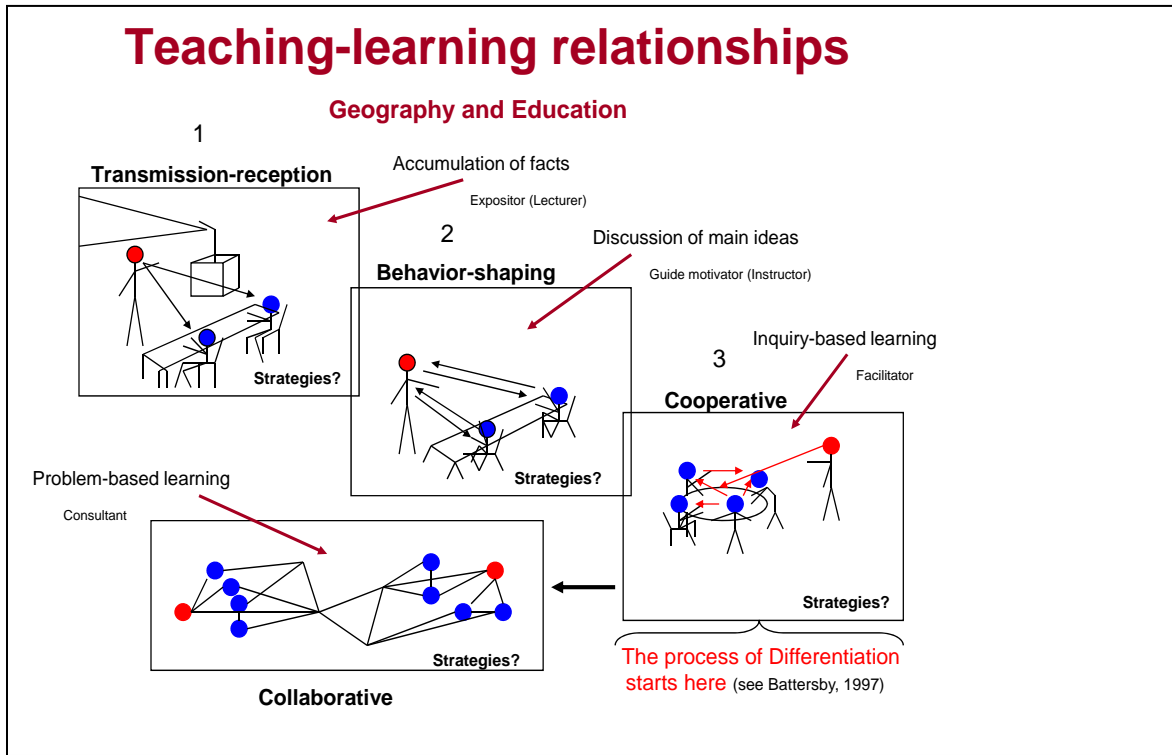 Teaching-learning relationships
Geography and Education
1
Transmission-reception
Accumulation of facts
Expositor (Lecturer)
Strategies?
2
Behavior-shaping
Discussion of main ideas
Guide motivator (Instructor)
Strategies?
3
Cooperative
Inquiry-based learning
Facilitator
Strategies?
The process of Differentiation
starts here (see Battersby, 1997)
Problem-based learning
Consultant
Strategies?
Collaborative